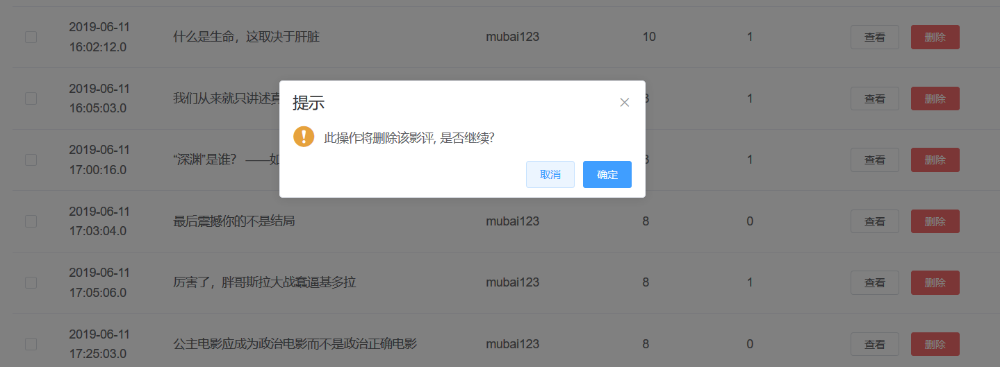 2019-06-11
16:02:12.0
什么是生命，这取决于肝脏
mubai123
10
1
查看
删除
2019-06-11
16:05:03.0
我们从来就只讲述真
1
查看
删除
提示
此操作将删除该影评, 是否继续?
取消
确定
2019-06-11
17:00:16.0
“深渊”是谁？ ——如
1
查看
删除
2019-06-11
17:03:04.0
最后震撼你的不是结局
mubai123
8
0
查看
删除
2019-06-11
17:05:06.0
厉害了，胖哥斯拉大战蠢逼基多拉
mubai123
8
1
查看
删除
2019-06-11
17:25:03.0
公主电影应成为政治电影而不是政治正确电影
mubai123
8
0
查看
删除